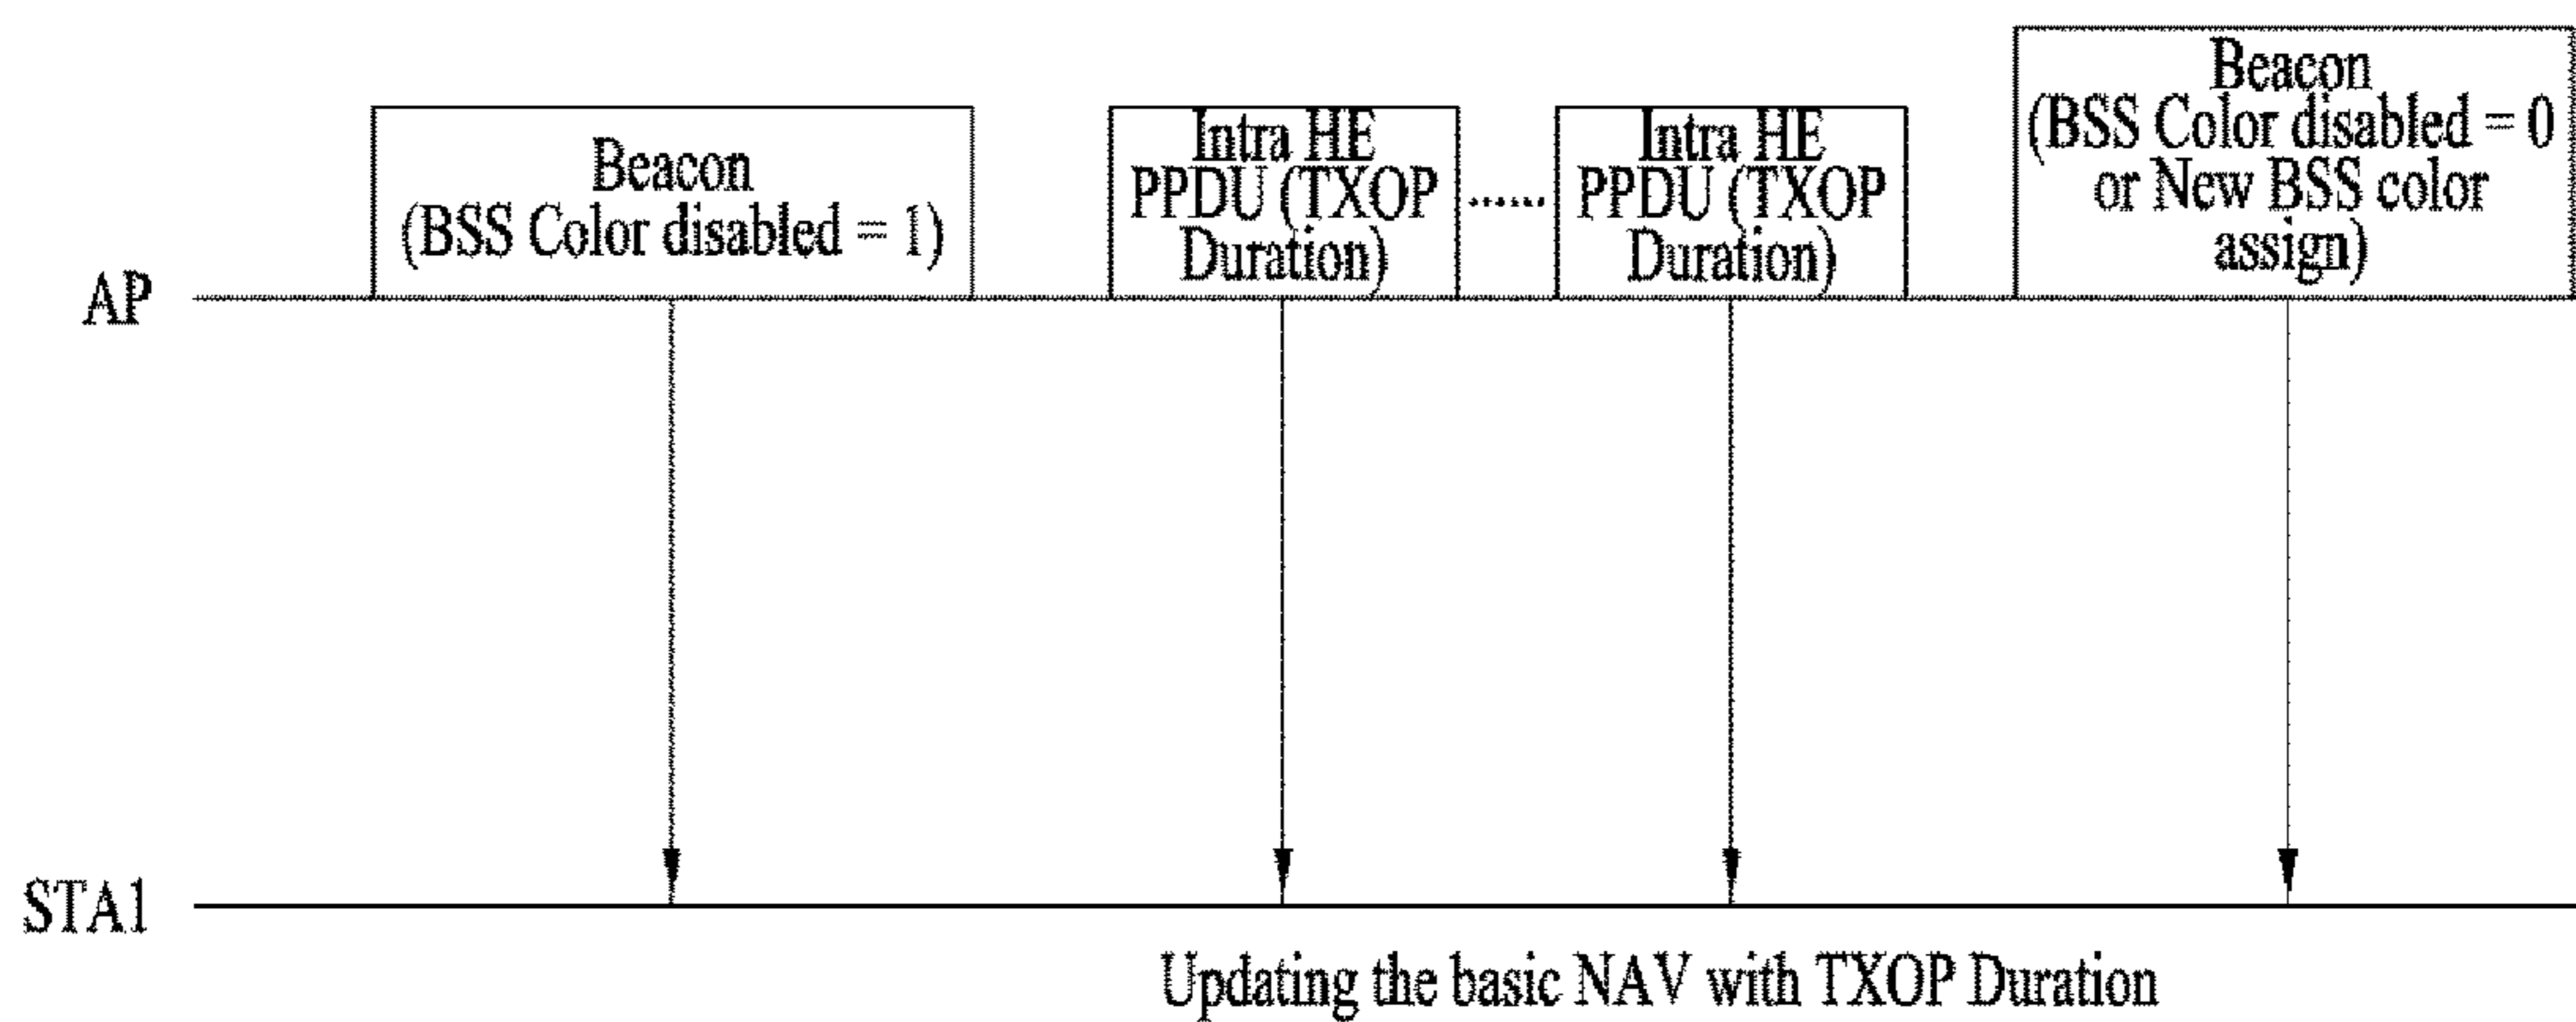 Beacon
(BSS Color disabled = 1)
Intra HE
PPDU (TXOP
Duration)
......
Intra HE
PPDU (TXOP
Duration)
Beacon
(BSS Color disabled = 0
or New BSS color
assign)
AP
STA1
Updating the basic NAV with TXOP Duration